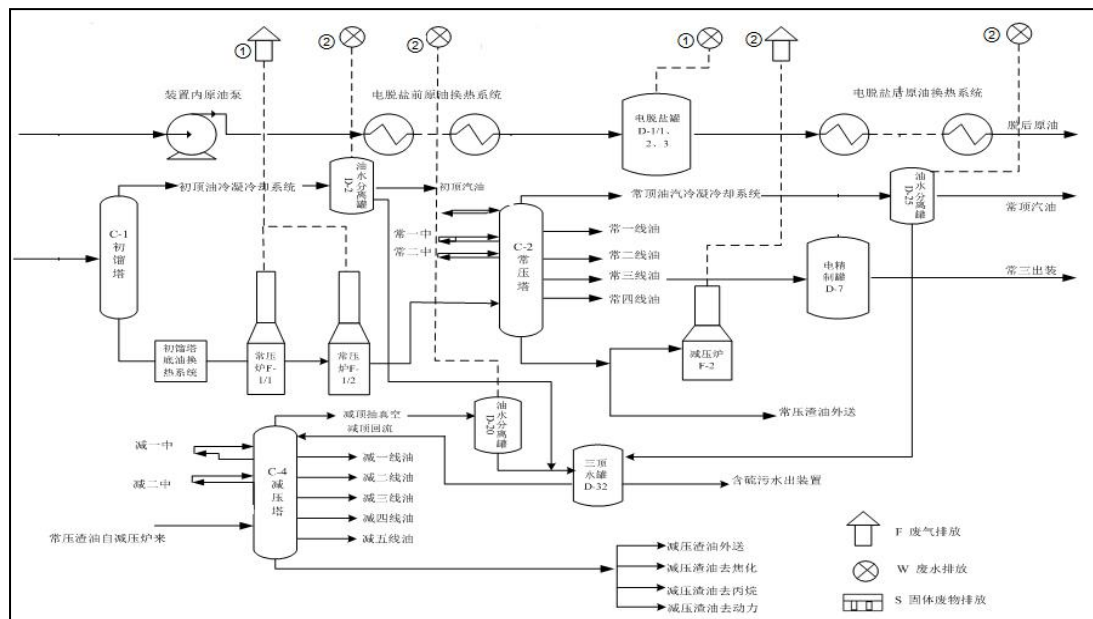 ①
②
②
①
②
②
装置内原油泵
电脱盐前原油换热系统
电脱盐罐
D-1/1、
2、3
电脱盐后原油换热系统
脱后原油
初顶油冷凝冷却系统
油水分离罐
D-2
初顶汽油
常顶油汽冷凝冷却系统
油水分离罐
D-25
常顶汽油
C-1
初
馏
塔
常一中
常二中
C-2
常
压
塔
常一线油
常二线油
常三线油
常四线油
电精
制罐
D-7
常三出装
初馏塔
底油换
热系统
常压
炉F-
1/1
常压
炉F-
1/2
减压炉
F-2
常压渣油外送
减顶抽真空
减顶回流
油水分离罐
D-20
三顶
水罐
D-32
含硫污水出装置
减一中
减二中
C-4
减
压
塔
减一线油
减二线油
减三线油
减四线油
减五线油
常压渣油自减压炉来
减压渣油外送
减压渣油去焦化
减压渣油去丙烷
减压渣油去动力
F 废气排放
W 废水排放
S 固体废物排放